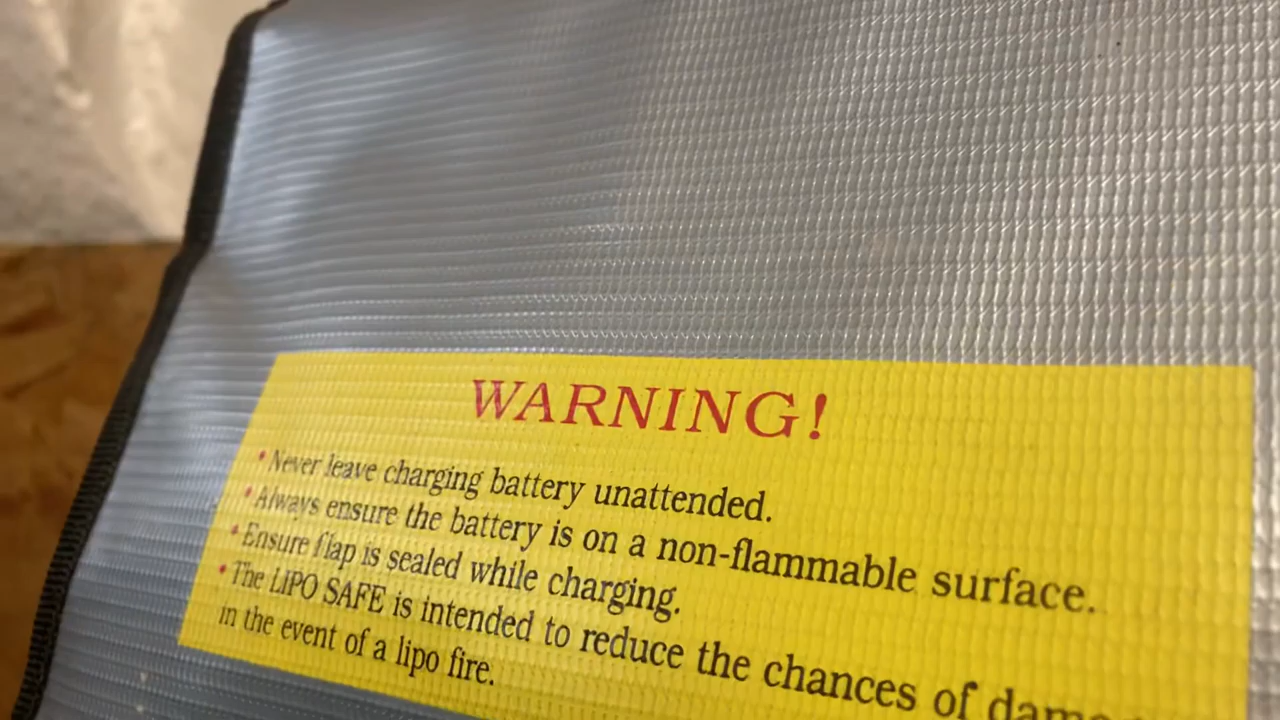 WARNING!
• Never leave charging battery unattended.
• Always ensure the battery is on a non-flammable surface.
• Ensure flap is sealed while charging.
• The LIPO SAFE is intended to reduce the chances of
in the event of a lipo fire.